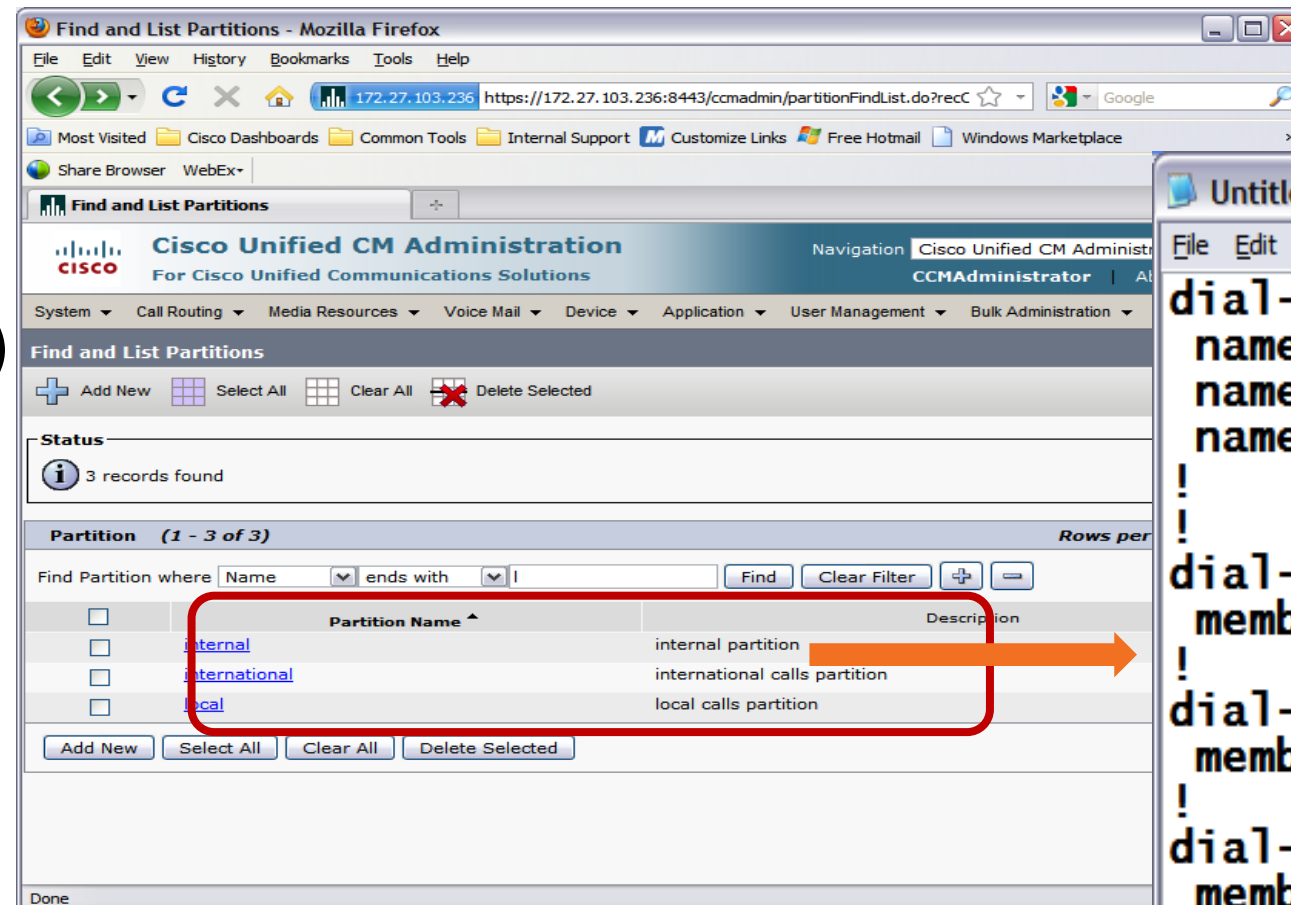 Find and List Partitions - Mozilla Firefox
File Edit View History Bookmarks Tools Help
172.27.103.236 https://172.27.103.236:8443/ccmadmin/partitionFindList.do?recC Google
Most Visited Cisco Dashboards Common Tools Internal Support Customize Links Free Hotmail Windows Marketplace »
Share Browser WebEx
Find and List Partitions
CISCO
Cisco Unified CM Administration
For Cisco Unified Communications Solutions
Navigation Cisco Unified CM Administr
CCMAdministrator | Ab
System Call Routing Media Resources Voice Mail Device Application User Management Bulk Administration
Find and List Partitions
Add New Select All Clear All Delete Selected
Status
3 records found
Partition (1 - 3 of 3) Rows per
Find Partition where Name ends with l Find Clear Filter
Partition Name Description
internal internal partition
international international calls partition
local local calls partition
Add New Select All Clear All Delete Selected
Done
Untitle
File Edit
dial-
name
name
name
!
!
dial-
memb
!
dial-
memb
!
dial-
memb